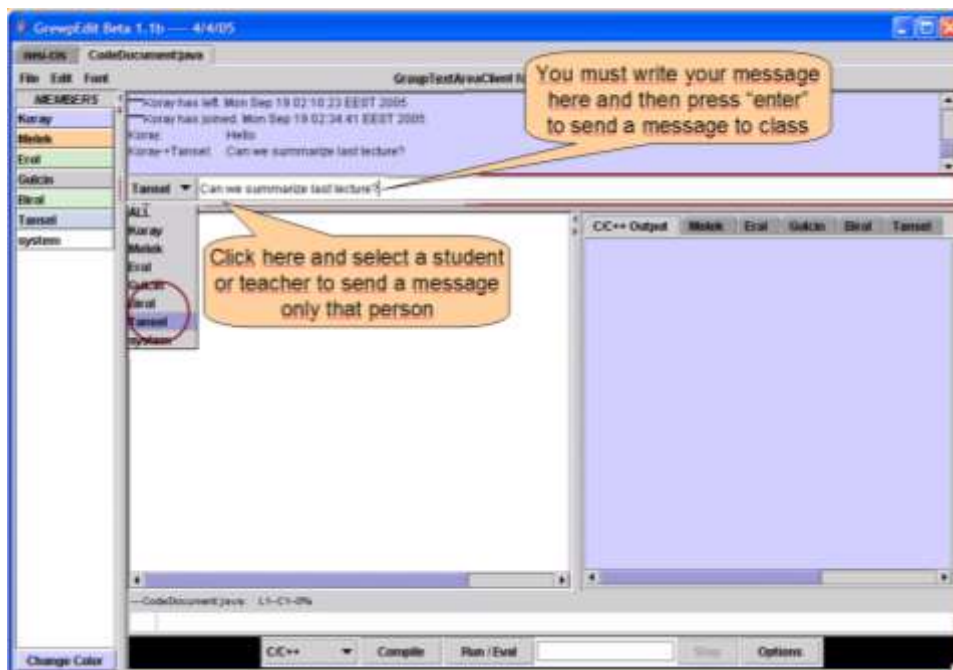 GrewpEdit Beta 1.1b ---- 4/4/05
CodeDocument.java
File Edit Font
GroupTextAreaClient
You must write your message
here and then press “enter”
to send a message to class
MEMBERS
Koray
Melek
Erol
Gulcin
Birol
Tansel
system
***Koray has left. Mon Sep 19 02:10:23 EEST 2005
***Koray has joined. Mon Sep 19 02:34:41 EEST 2005
Koray: Hello
Koray->Tansel: Can we summarize last lecture?
Tansel Can we summarize last lecture?
ALL
Koray
Melek
Erol
Gulcin
Birol
Tansel
system
Click here and select a student
or teacher to send a message
only that person
C/C++ Output Melek Erol Gulcin Birol Tansel
---CodeDocument.java: L1--C1--0%
Change Color
C/C++ Compile Run / Eval Stop Options